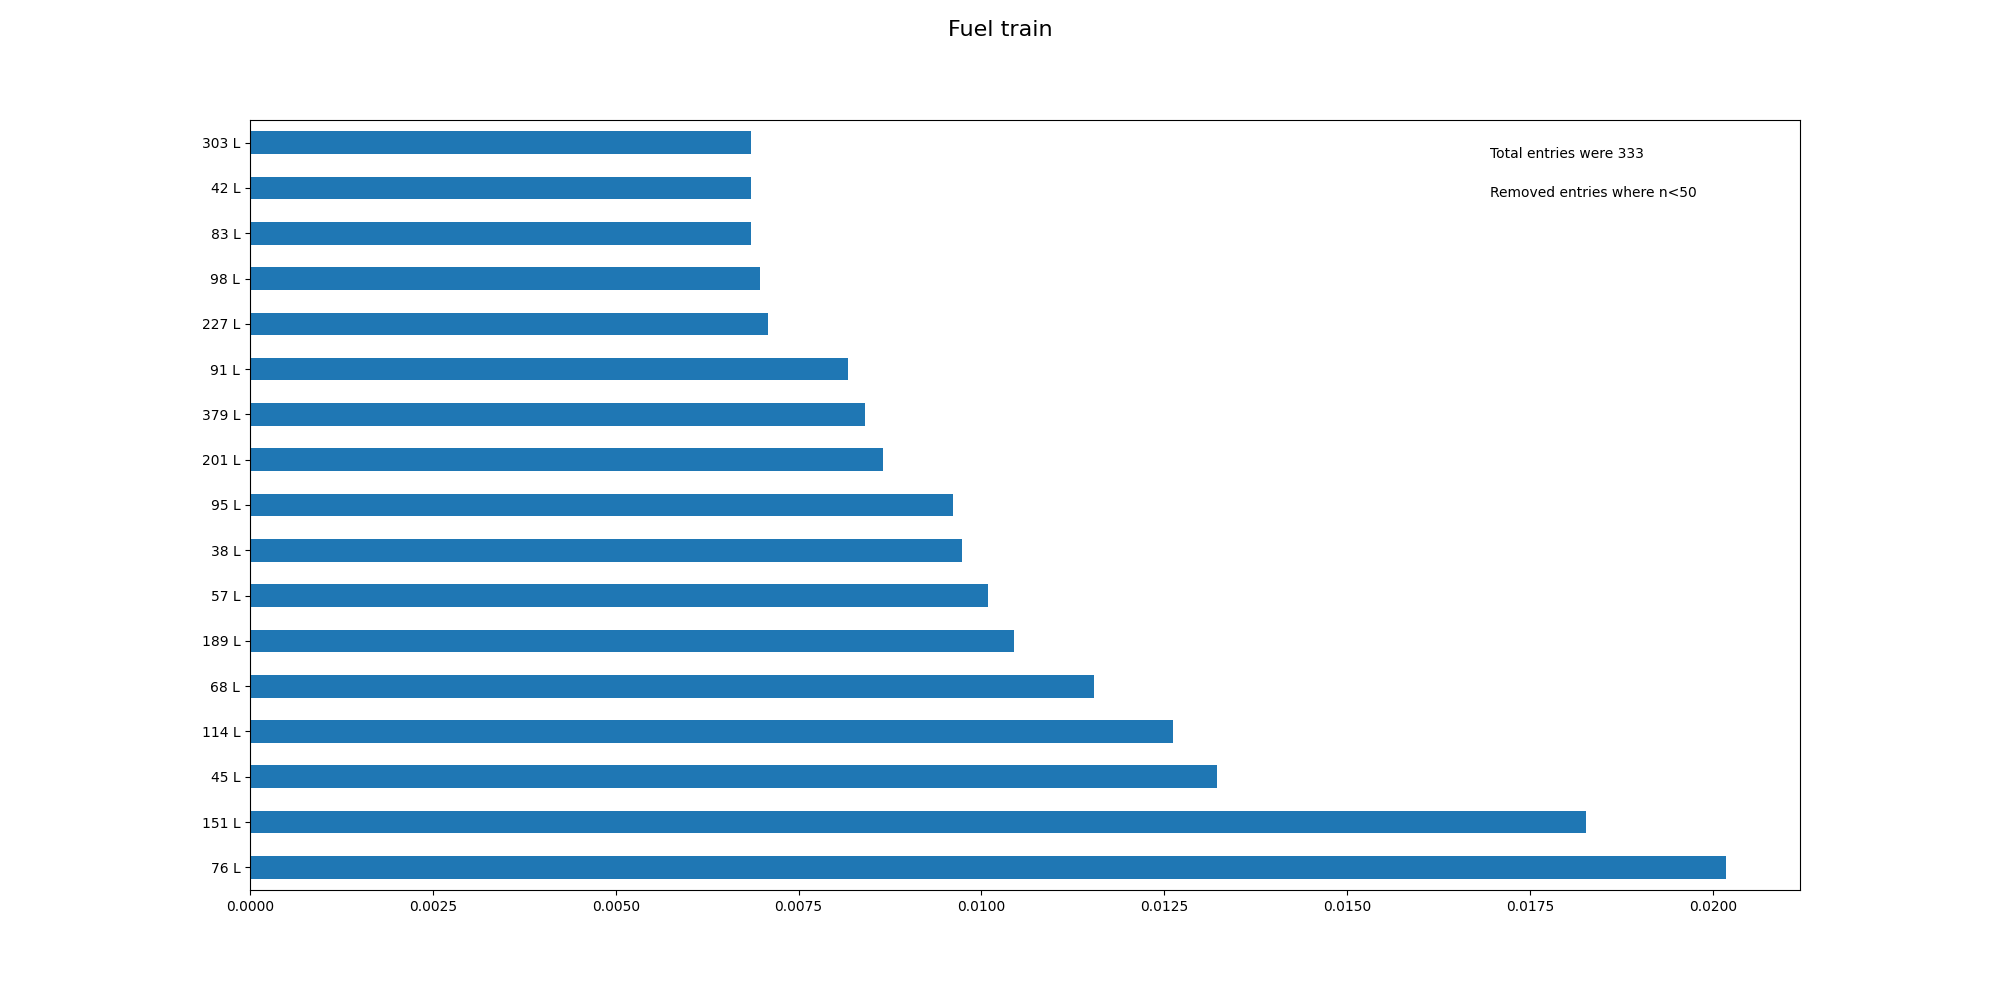 Fuel train
303 L
42 L
83 L
98 L
227 L
91 L
379 L
201 L
95 L
38 L
57 L
189 L
68 L
114 L
45 L
151 L
76 L
Total entries were 333
Removed entries where n<50
0.0000 0.0025 0.0050 0.0075 0.0100 0.0125 0.0150 0.0175 0.0200